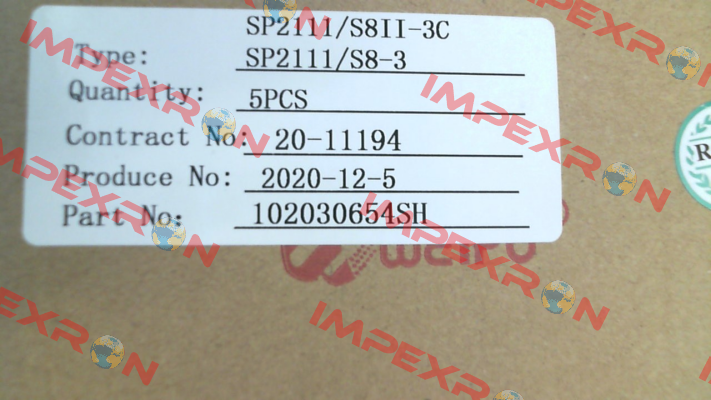 SP2111/S8II-3C
Type: SP2111/S8-3
Quantity: 5PCS
Contract No: 20-11194
Produce No: 2020-12-5
Part No: 102030654SH
WEIPU
R
IMPEXRON
IMPEXRON
IMPEXRON
IMPEXRON
IMPEXRON
IMPEXRON